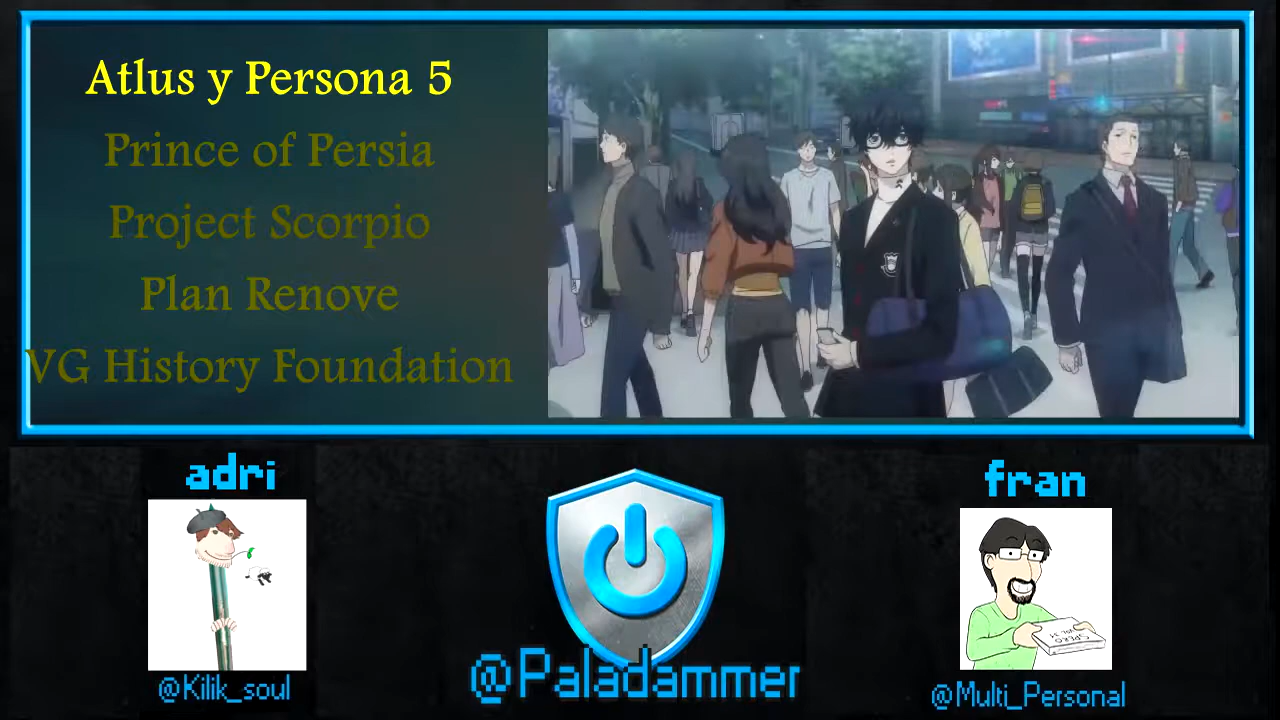 Atlus y Persona 5
Prince of Persia
Project Scorpio
Plan Renove
VG History Foundation
adri
fran
@Kilik_soul
@Paladammer
@Multi_Personal